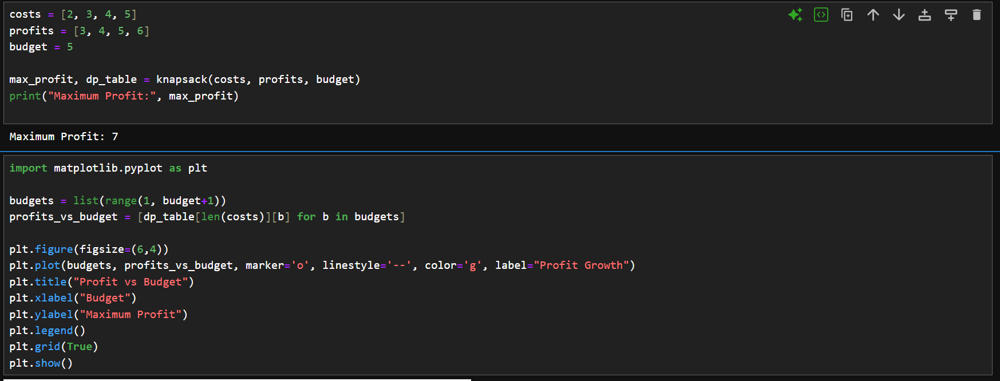 costs = [2, 3, 4, 5]
profits = [3, 4, 5, 6]
budget = 5
max_profit, dp_table = knapsack(costs, profits, budget)
print("Maximum Profit:", max_profit)
Maximum Profit: 7
import matplotlib.pyplot as plt
budgets = list(range(1, budget+1))
profits_vs_budget = [dp_table[len(costs)][b] for b in budgets]
plt.figure(figsize=(6,4))
plt.plot(budgets, profits_vs_budget, marker='o', linestyle='--', color='g', label="Profit Growth")
plt.title("Profit vs Budget")
plt.xlabel("Budget")
plt.ylabel("Maximum Profit")
plt.legend()
plt.grid(True)
plt.show()